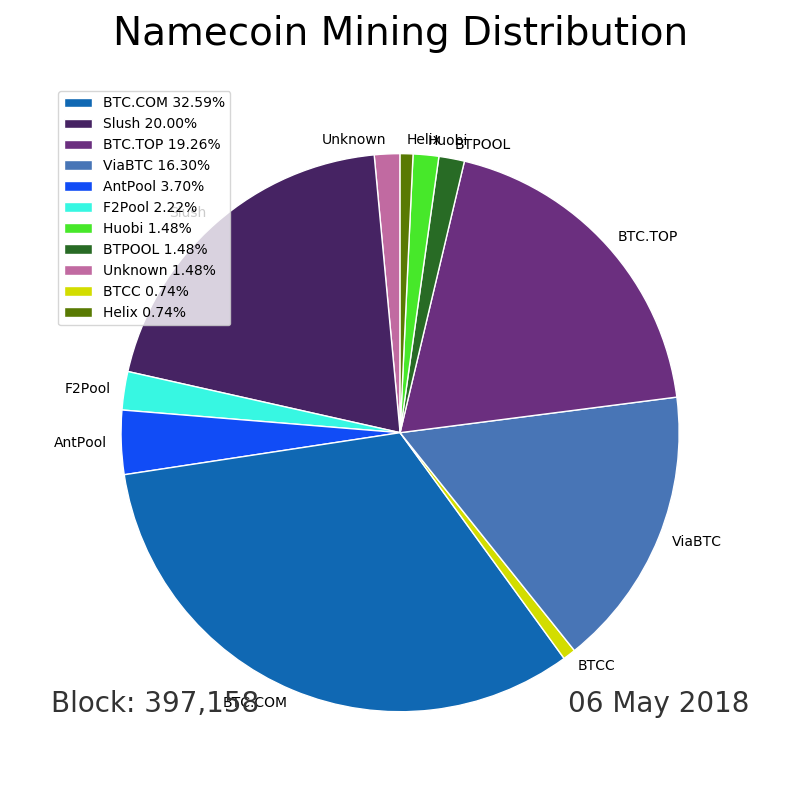 Namecoin Mining Distribution
BTC.COM 32.59%
Slush 20.00%
BTC.TOP 19.26%
ViaBTC 16.30%
AntPool 3.70%
F2Pool 2.22%
Huobi 1.48%
BTPOOL 1.48%
Unknown 1.48%
BTCC 0.74%
Helix 0.74%
Unknown
Helix
Huobi
BTPOOL
Slush
BTC.TOP
F2Pool
AntPool
ViaBTC
BTCC
BTC.COM
Block: 397,158
06 May 2018